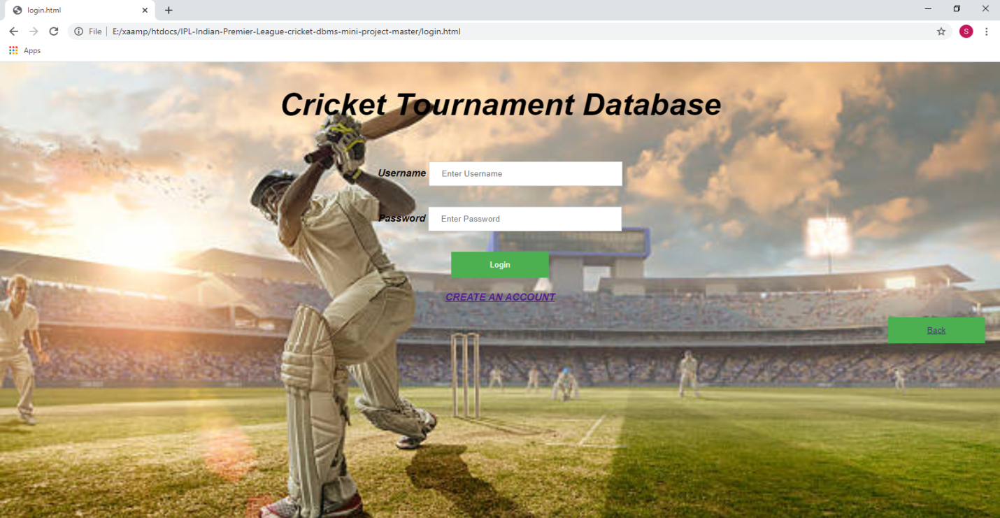 login.html
File E:/xaamp/htdocs/IPL-Indian-Premier-League-cricket-dbms-mini-project-master/login.html
S
Apps
Cricket Tournament Database
Username Enter Username
Password Enter Password
Login
CREATE AN ACCOUNT
Back